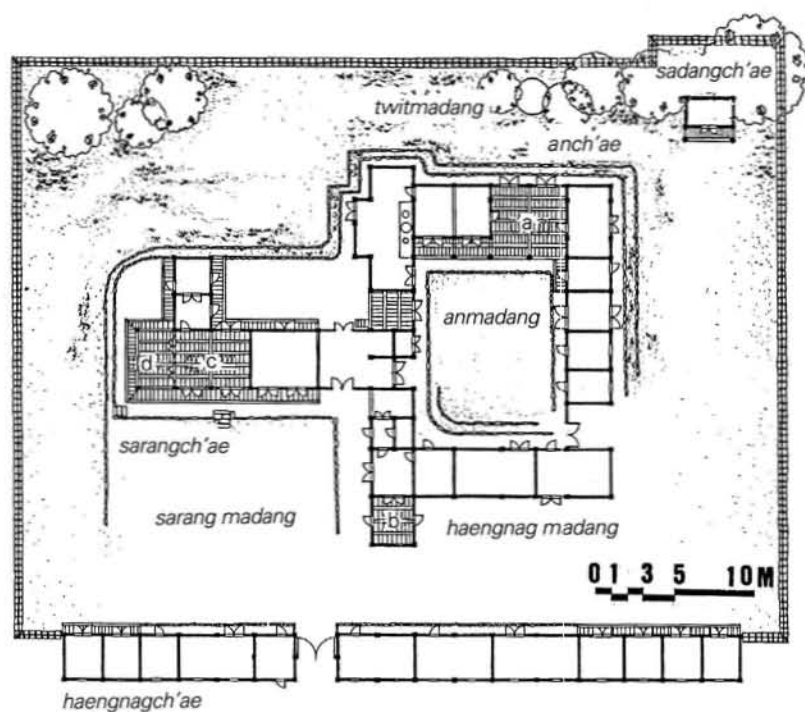 sadangch'ae
twitmadang
anch'ae
a
anmadang
d c
sarangch'ae
sarang madang
b
haengnag madang
0 1 3 5 10M
haengnagch'ae